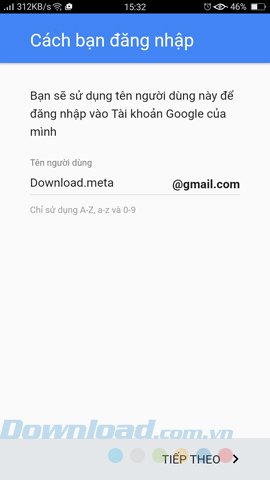 312KB/s 15:32 46%
Cách bạn đăng nhập
Bạn sẽ sử dụng tên người dùng này để
đăng nhập vào Tài khoản Google của
mình
Tên người dùng
Download.meta @gmail.com
Chỉ sử dụng A-Z, a-z và 0-9
Download.com.vn
TIẾP THEO